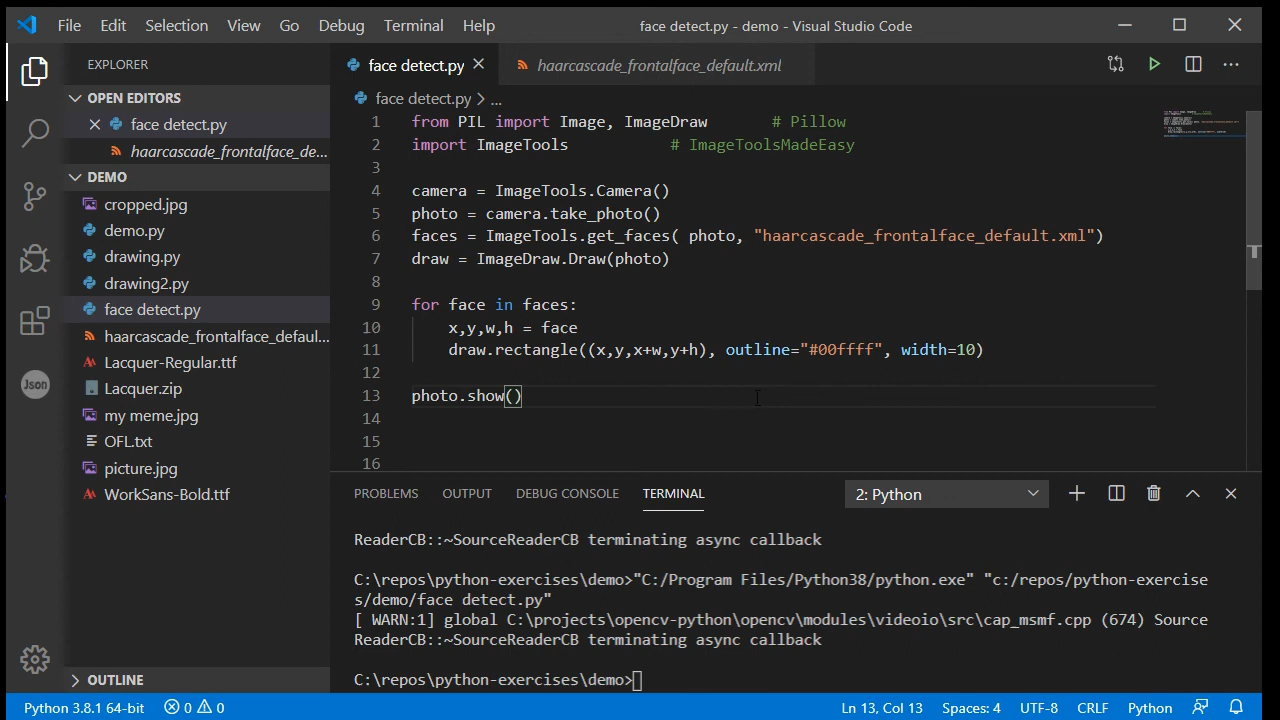 File Edit Selection View Go Debug Terminal Help face detect.py - demo - Visual Studio Code
EXPLORER
OPEN EDITORS
face detect.py
haarcascade_frontalface_de...
DEMO
cropped.jpg
demo.py
drawing.py
drawing2.py
face detect.py
haarcascade_frontalface_defaul...
Lacquer-Regular.ttf
Lacquer.zip
my meme.jpg
OFL.txt
picture.jpg
WorkSans-Bold.ttf
OUTLINE
Json
face detect.py haarcascade_frontalface_default.xml
face detect.py > ...
1 from PIL import Image, ImageDraw # Pillow
2 import ImageTools # ImageToolsMadeEasy
3
4 camera = ImageTools.Camera()
5 photo = camera.take_photo()
6 faces = ImageTools.get_faces( photo, "haarcascade_frontalface_default.xml")
7 draw = ImageDraw.Draw(photo)
8
9 for face in faces:
10 x,y,w,h = face
11 draw.rectangle((x,y,x+w,y+h), outline="#00ffff", width=10)
12
13 photo.show()
14
15
16
PROBLEMS OUTPUT DEBUG CONSOLE TERMINAL 2: Python
ReaderCB::~SourceReaderCB terminating async callback
C:\repos\python-exercises\demo>"C:/Program Files/Python38/python.exe" "c:/repos/python-exercise
s/demo/face detect.py"
[ WARN:1] global C:\projects\opencv-python\opencv\modules\videoio\src\cap_msmf.cpp (674) Source
ReaderCB::~SourceReaderCB terminating async callback
C:\repos\python-exercises\demo>
Python 3.8.1 64-bit 0 0 Ln 13, Col 13 Spaces: 4 UTF-8 CRLF Python